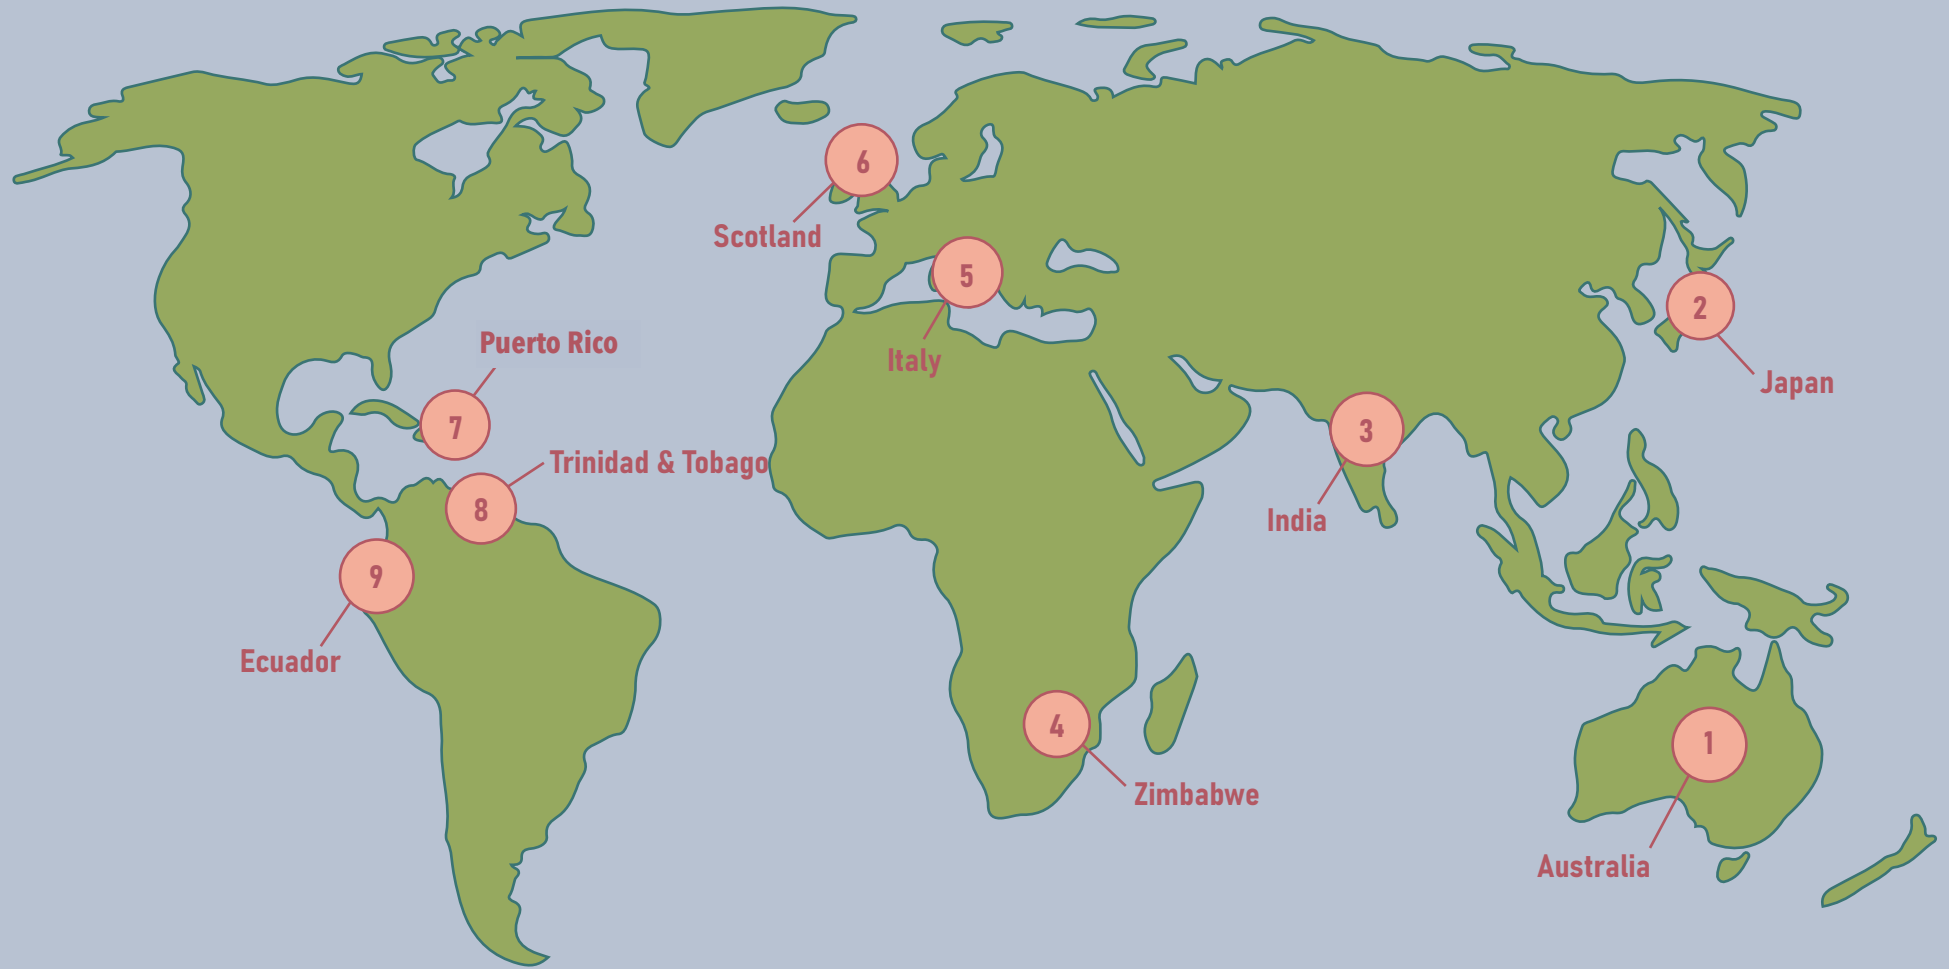 6
Scotland
5
Italy
2
Japan
Puerto Rico
7
3
India
Trinidad & Tobago
8
9
Ecuador
4
Zimbabwe
1
Australia